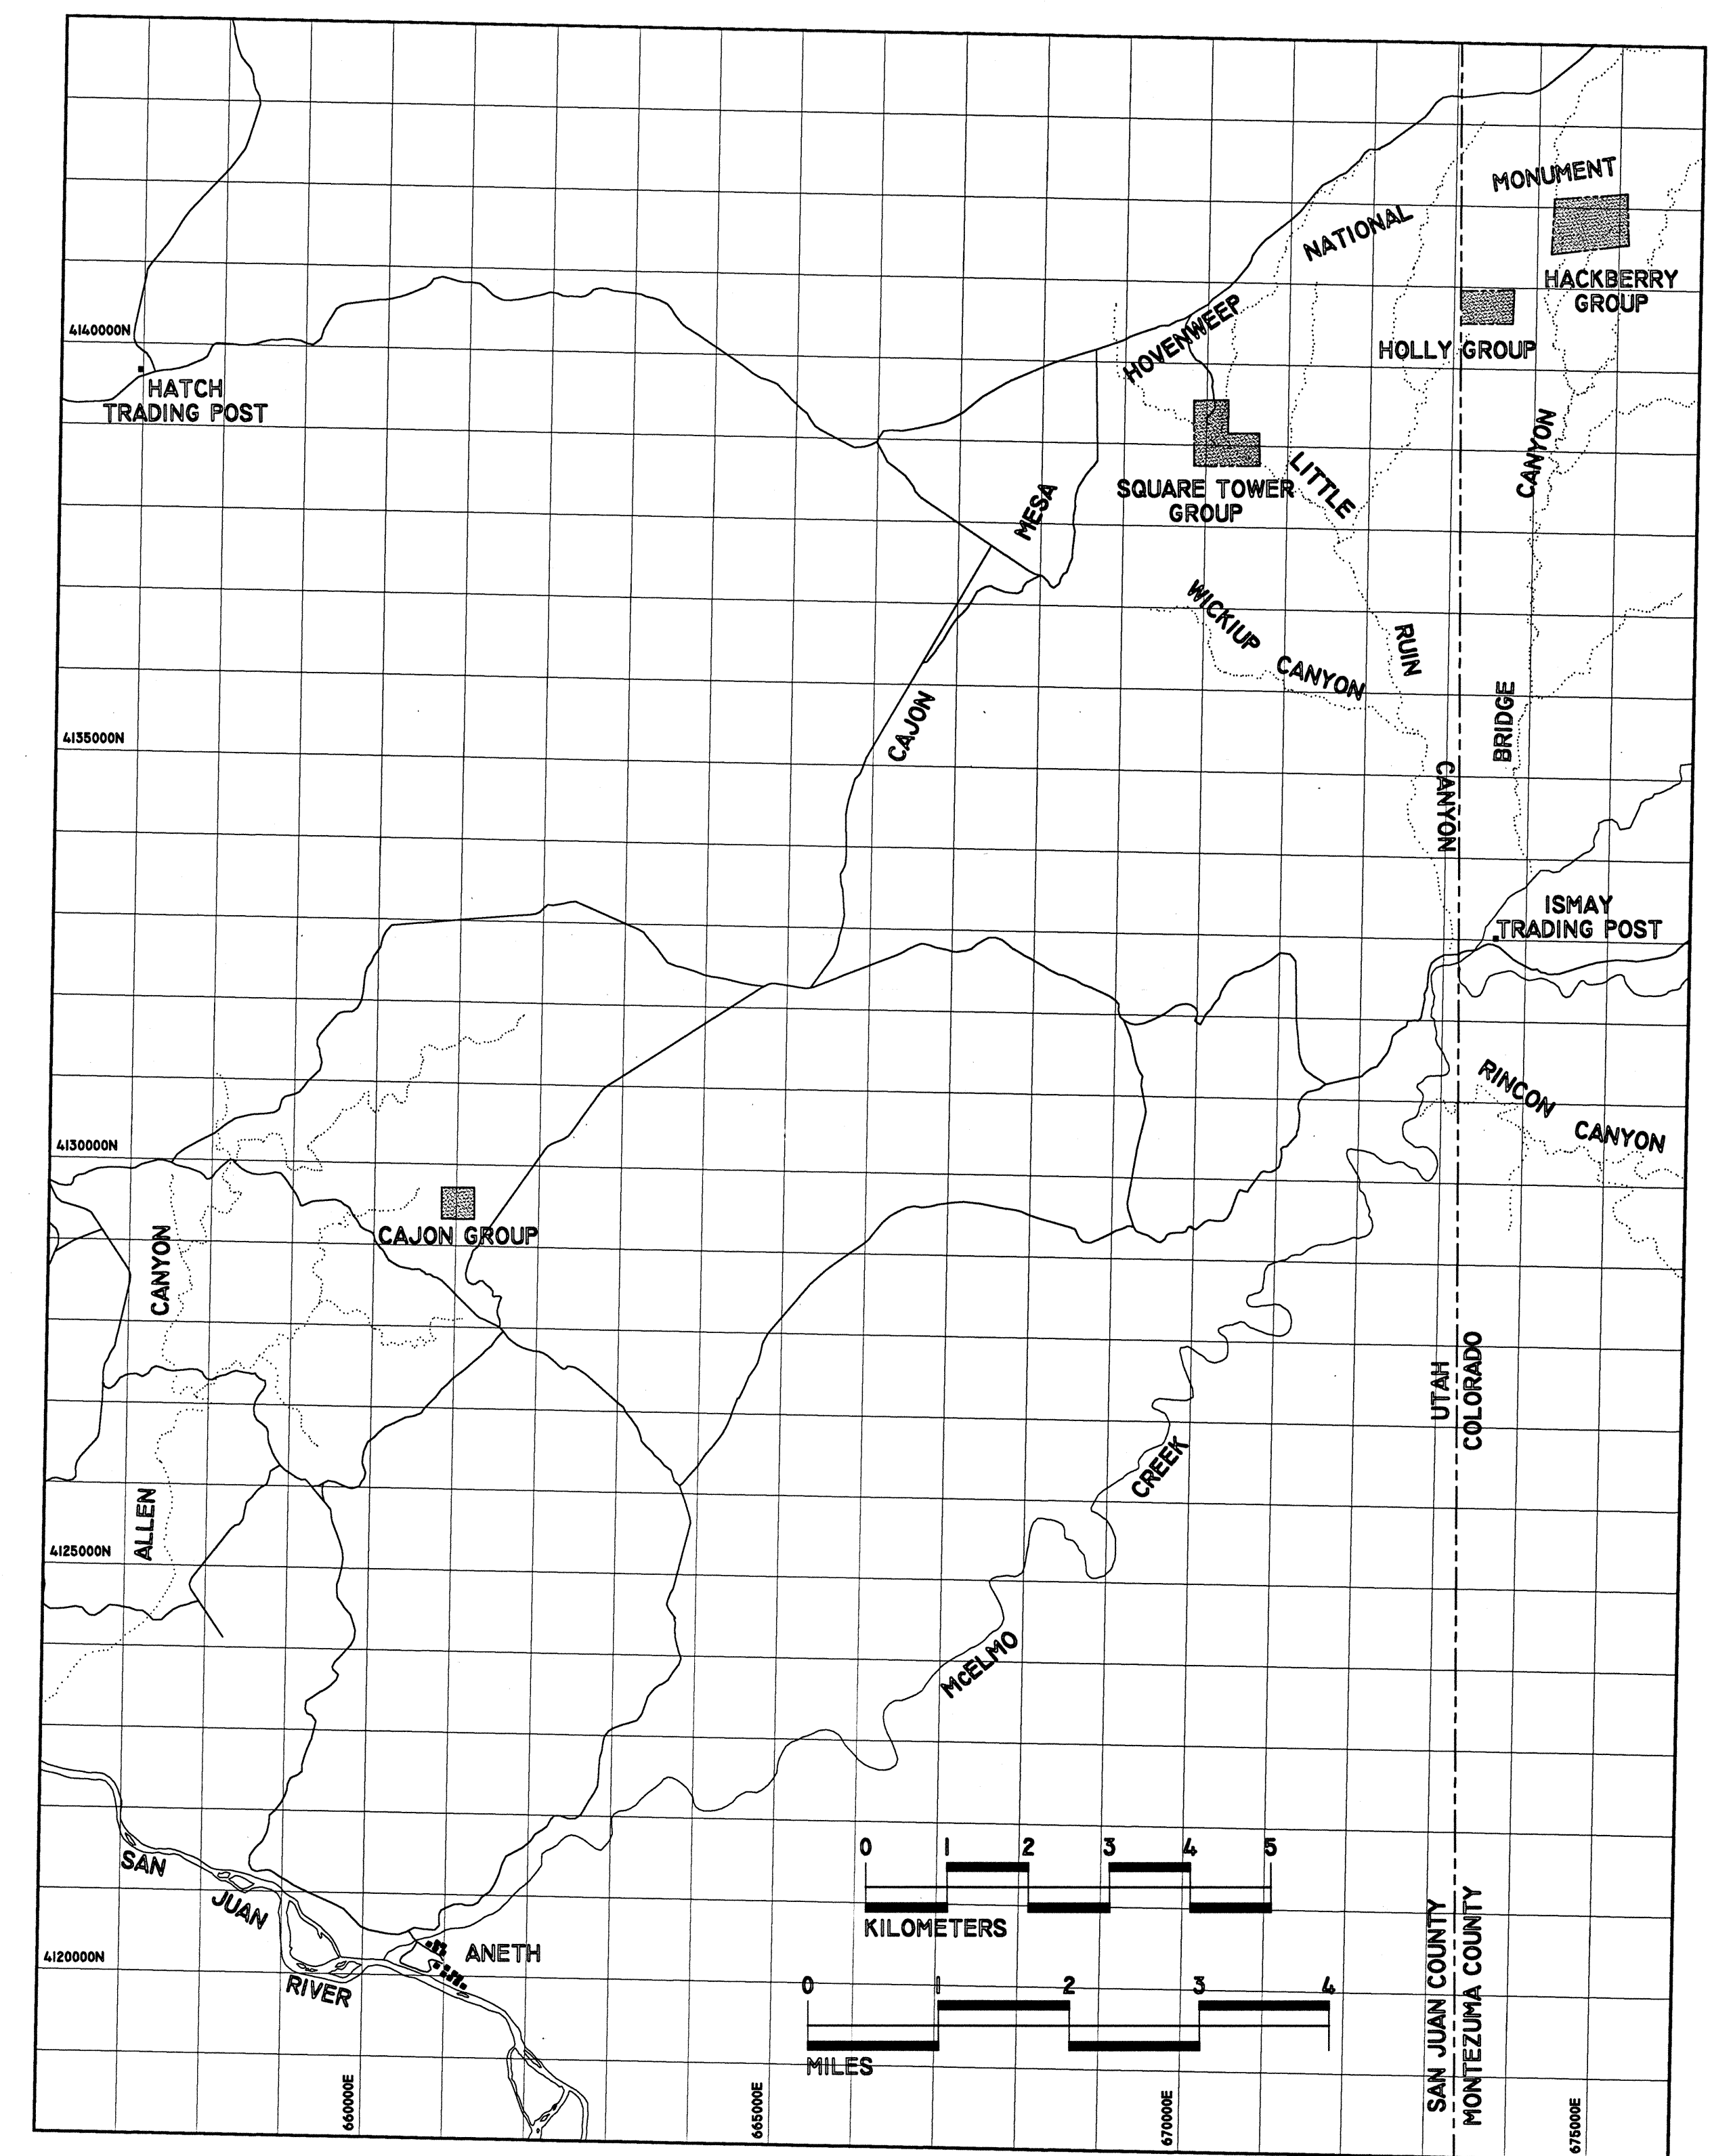 MONUMENT
NATIONAL
HACKBERRY
GROUP
HOVENWEEP
4140000N
HOLLY GROUP
HATCH
TRADING POST
CANYON
LITTLE
SQUARE TOWER
GROUP
MESA
WICKIUP
CANYON
RUIN
CAJON
BRIDGE
4135000N
CANYON
ISMAY
TRADING POST
RINCON
CANYON
4130000N
CAJON GROUP
CANYON
UTAH
COLORADO
CREEK
ALLEN
4125000N
McELMO
0 1 2 3 4 5
KILOMETERS
SAN
JUAN
RIVER
ANETH
4120000N
0 1 2 3 4
MILES
SAN JUAN COUNTY
MONTEZUMA COUNTY
660000E
665000E
670000E
675000E